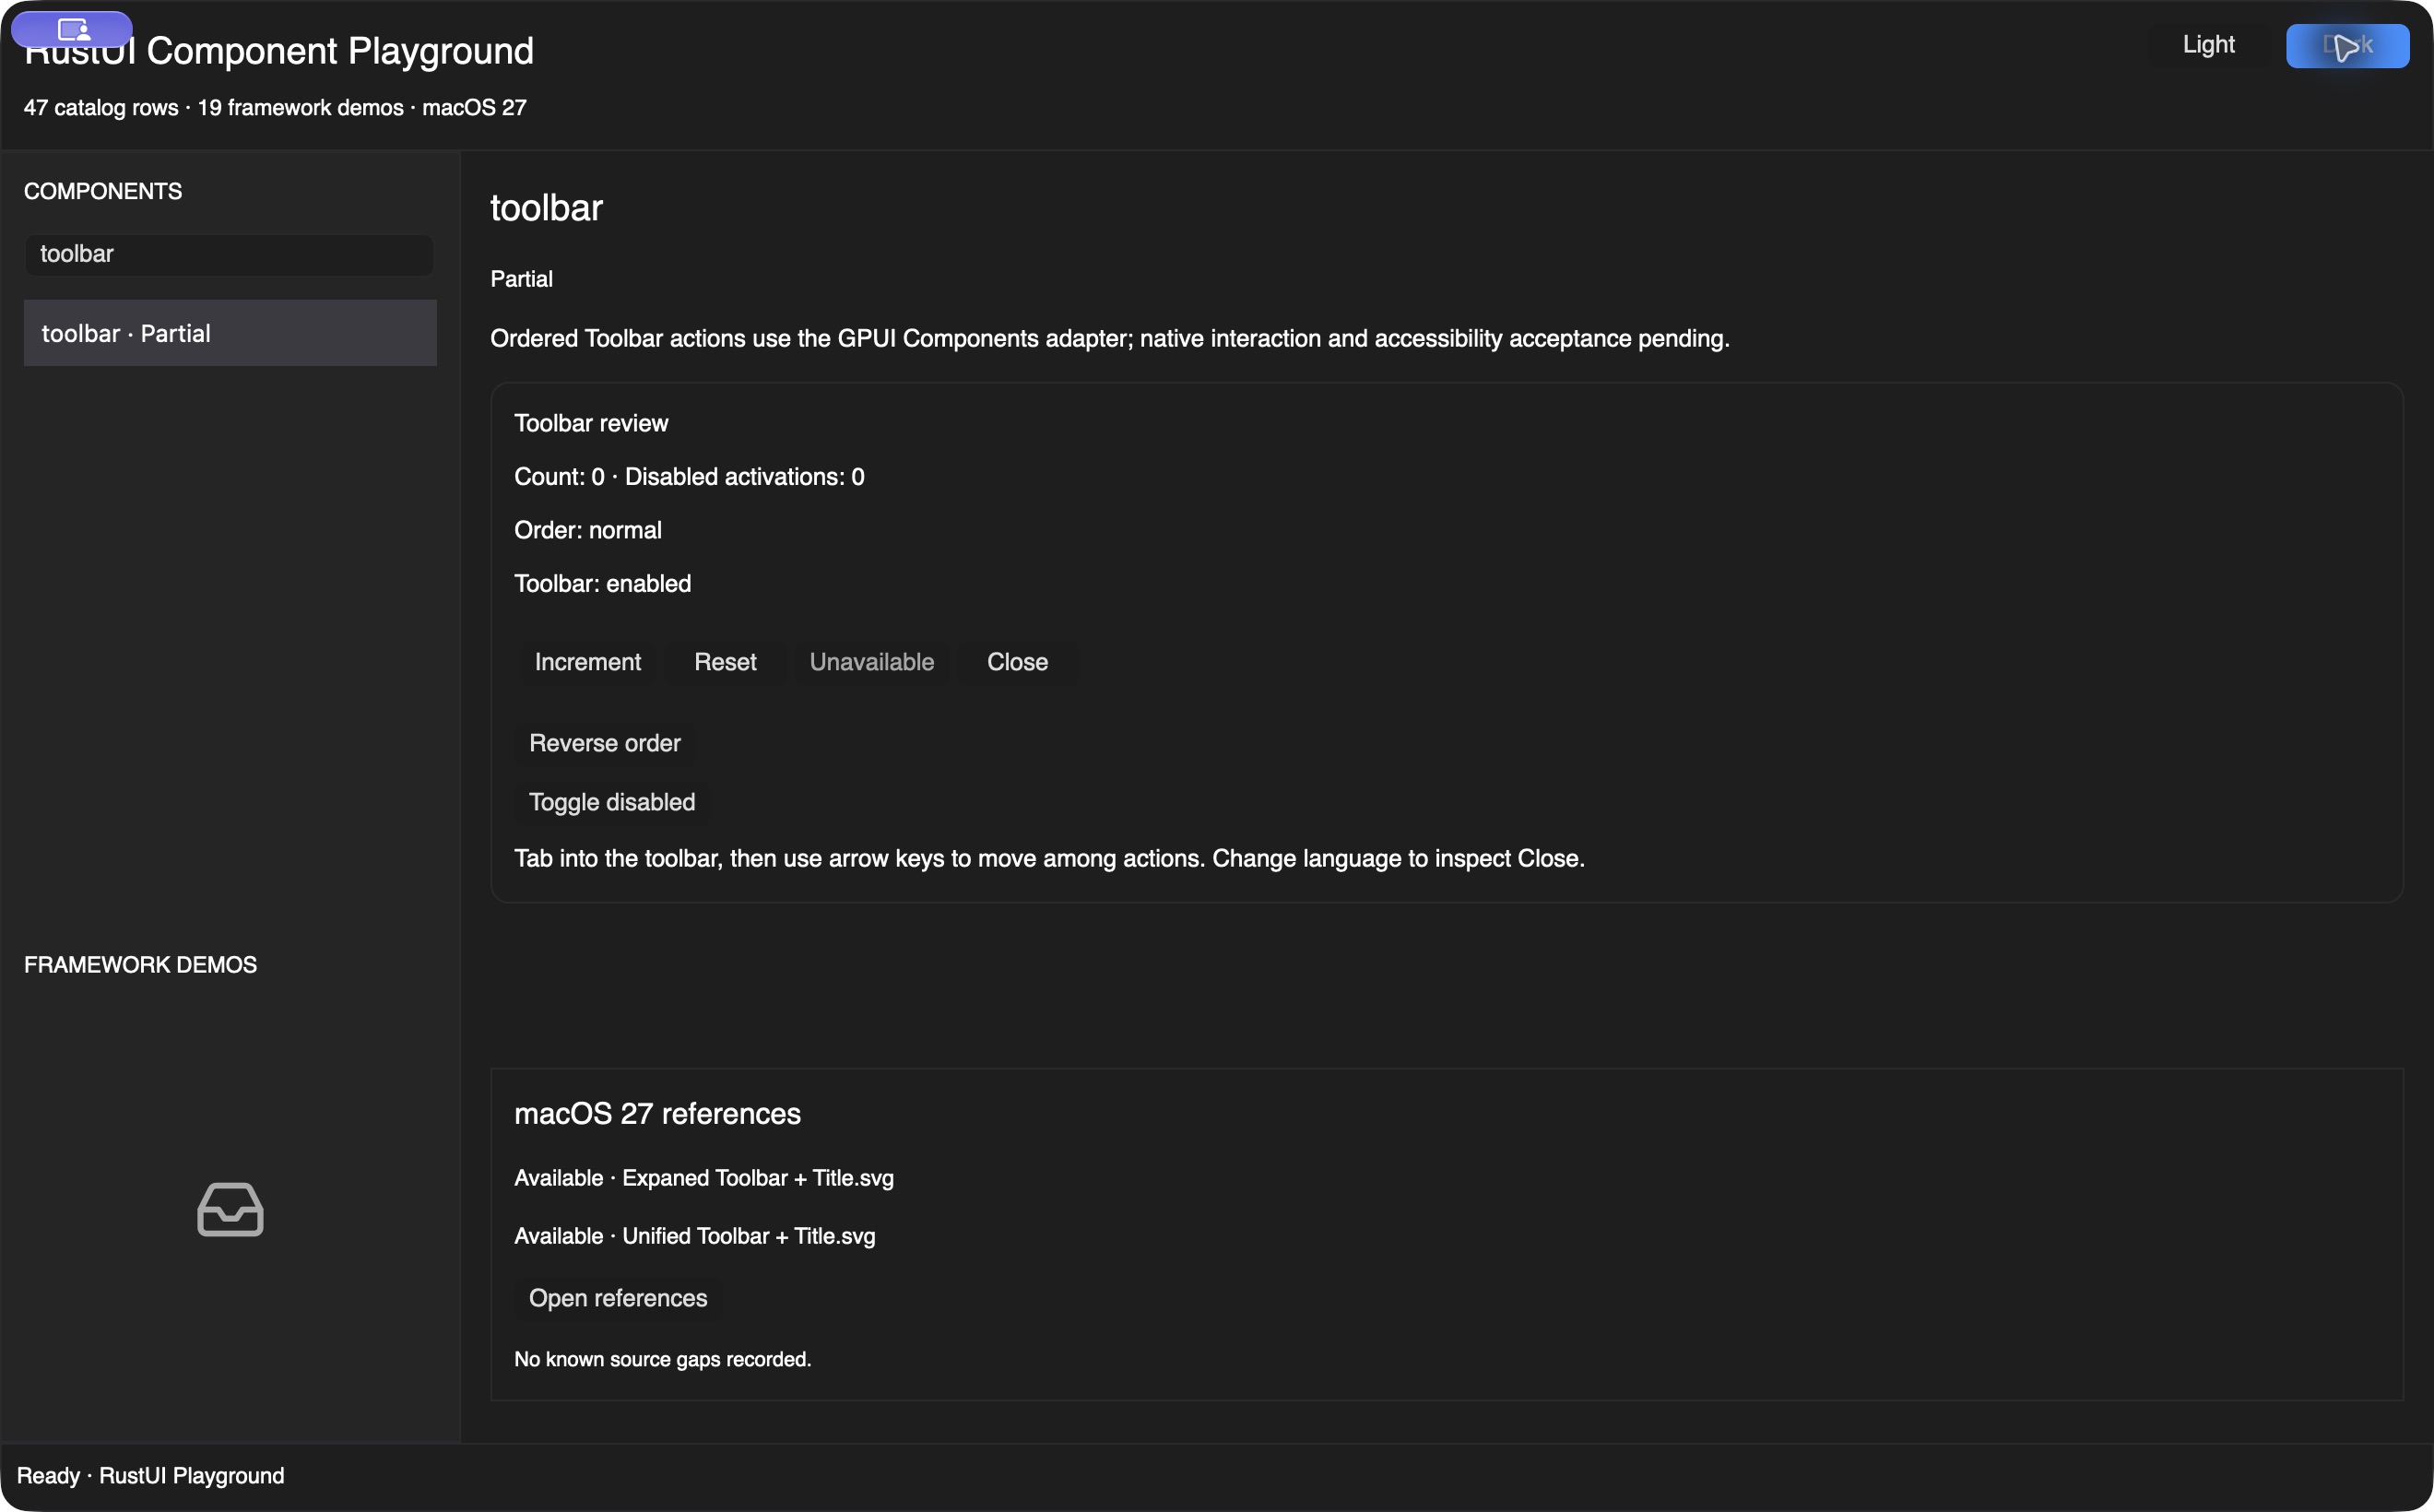 RustUI Component Playground
47 catalog rows · 19 framework demos · macOS 27
Light
COMPONENTS
toolbar
toolbar · Partial
FRAMEWORK DEMOS
toolbar
Partial
Ordered Toolbar actions use the GPUI Components adapter; native interaction and accessibility acceptance pending.
Toolbar review
Count: 0 · Disabled activations: 0
Order: normal
Toolbar: enabled
Increment Reset Unavailable Close
Reverse order
Toggle disabled
Tab into the toolbar, then use arrow keys to move among actions. Change language to inspect Close.
macOS 27 references
Available · Expaned Toolbar + Title.svg
Available · Unified Toolbar + Title.svg
Open references
No known source gaps recorded.
Ready · RustUI Playground